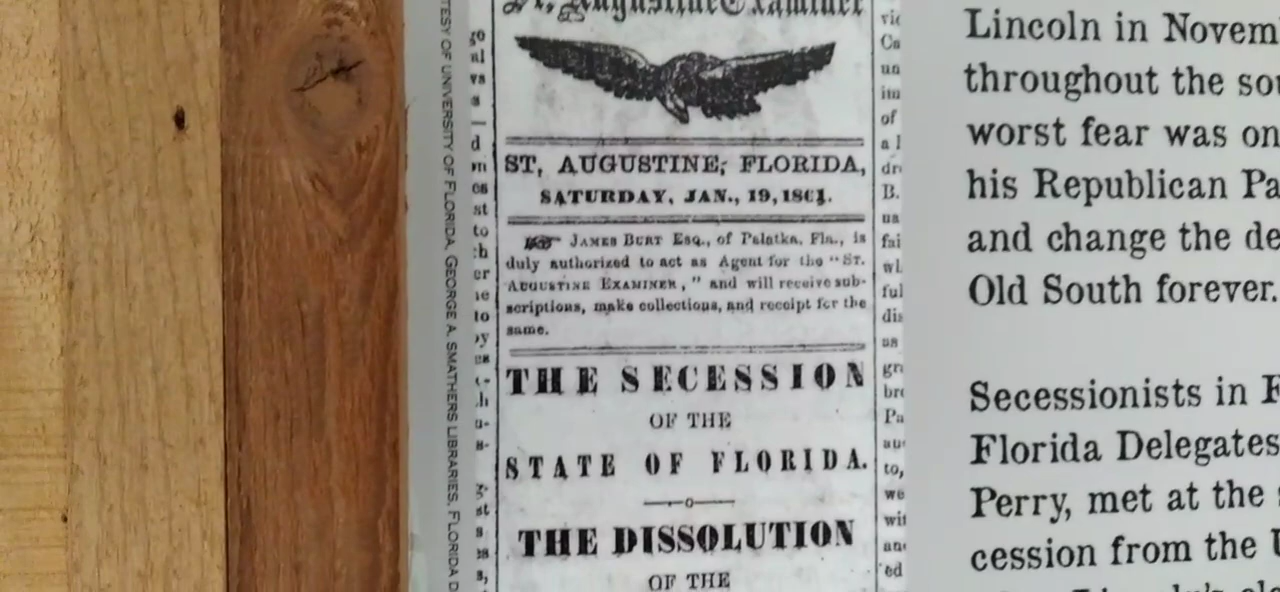 TESY OF UNIVERSITY OF FLORIDA, GEORGE A. SMATHERS LIBRARIES, FLORIDA D
St. Augustine Examiner
ST, AUGUSTINE, FLORIDA,
SATURDAY, JAN., 19, 1861.
JAMES BURT Esq., of Palatka, Fla., is
duly authorized to act as Agent for the "ST.
AUGUSTINE EXAMINER," and will receive sub-
scriptions, make collections, and receipt for the
same.
THE SECESSION
OF THE
STATE OF FLORIDA.
THE DISSOLUTION
OF THE
Lincoln in Novem
throughout the sou
worst fear was on
his Republican Pa
and change the de
Old South forever.
Secessionists in F
Florida Delegates
Perry, met at the
cession from the U